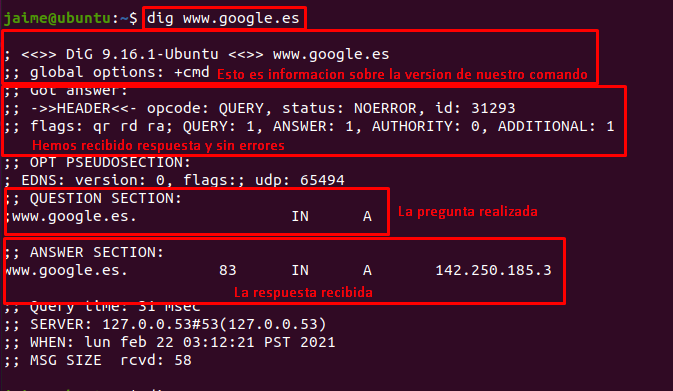 jaime@ubuntu:~$ dig www.google.es
; <<>> DiG 9.16.1-Ubuntu <<>> www.google.es
;; global options: +cmd Esto es informacion sobre la version de nuestro comando
;; Got answer:
;; ->>HEADER<<- opcode: QUERY, status: NOERROR, id: 31293
;; flags: qr rd ra; QUERY: 1, ANSWER: 1, AUTHORITY: 0, ADDITIONAL: 1
Hemos recibido respuesta y sin errores
;; OPT PSEUDOSECTION:
; EDNS: version: 0, flags:; udp: 65494
;; QUESTION SECTION:
;www.google.es. IN A La pregunta realizada
;; ANSWER SECTION:
www.google.es. 83 IN A 142.250.185.3
La respuesta recibida
;; Query time: 31 msec
;; SERVER: 127.0.0.53#53(127.0.0.53)
;; WHEN: lun feb 22 03:12:21 PST 2021
;; MSG SIZE rcvd: 58